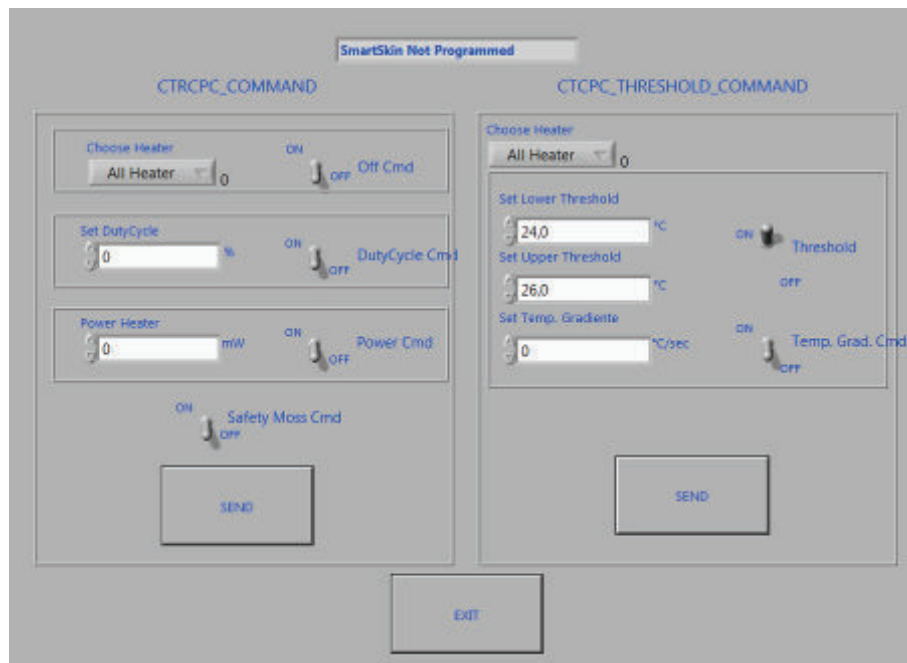 SmartSkin Not Programmed
CTRCPC_COMMAND
Choose Heater
All Heater
0
ON
OFF
Off Cmd
Set DutyCycle
0
%
ON
OFF
DutyCycle Cmd
Power Heater
0
mW
ON
OFF
Power Cmd
ON
OFF
Safety Moss Cmd
SEND
CTCPC_THRESHOLD_COMMAND
Choose Heater
All Heater
0
Set Lower Threshold
24,0
°C
Set Upper Threshold
26,0
°C
ON
Threshold
OFF
Set Temp. Gradiente
0
°C/sec
ON
Temp. Grad. Cmd
OFF
SEND
EXIT